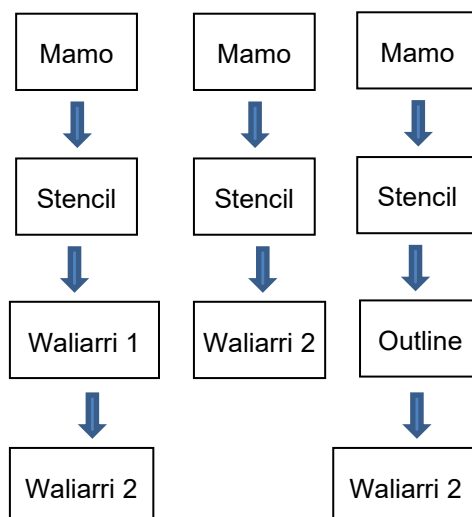 Mamo
Stencil
Waliarri 1
Waliarri 2
Mamo
Stencil
Waliarri 2
Mamo
Stencil
Outline
Waliarri 2